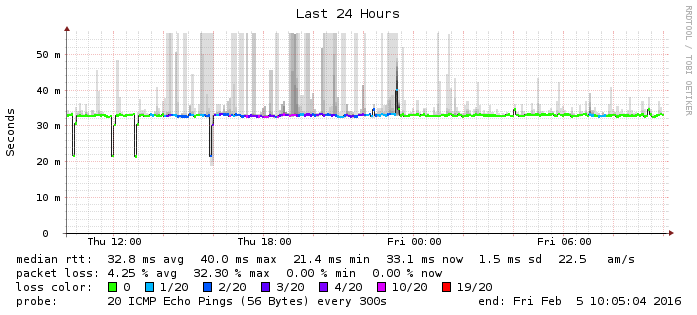 Last 24 Hours
RRDTOOL / TOBI OETIKER
Seconds
50 m
40 m
30 m
20 m
10 m
0
Thu 12:00 Thu 18:00 Fri 00:00 Fri 06:00
median rtt: 32.8 ms avg 40.0 ms max 21.4 ms min 33.1 ms now 1.5 ms sd 22.5 am/s
packet loss: 4.25 % avg 32.30 % max 0.00 % min 0.00 % now
loss color: 0 1/20 2/20 3/20 4/20 10/20 19/20
probe: 20 ICMP Echo Pings (56 Bytes) every 300s end: Fri Feb 5 10:05:04 2016